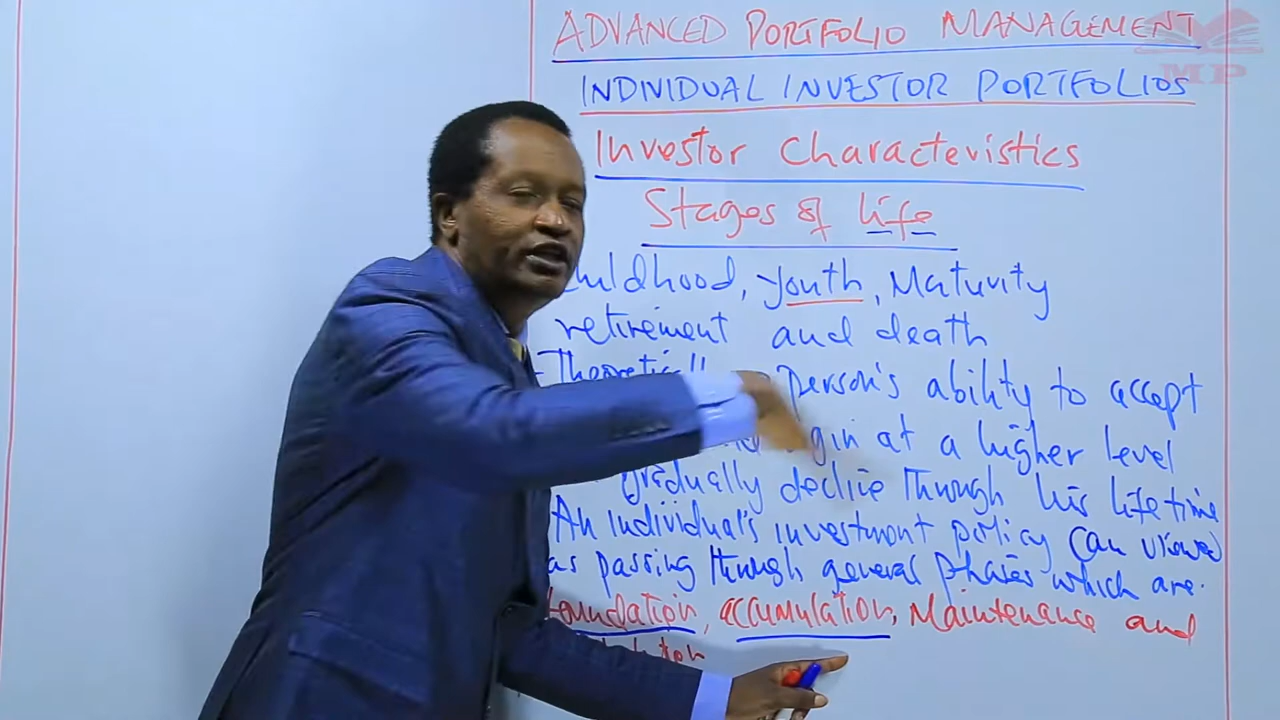 ADVANCED PORTFOLIO MANAGEMENT
MP
INDIVIDUAL INVESTOR PORTFOLIOS
Investor characteristics
Stages of life
childhood, youth, Maturity
retirement and death
- Theoretically person's ability to accept
at a higher level
gradually decline through his lifetime
An individual's investment policy can viewed
as passing through general phases which are:
foundation, accumulation, Maintenance and